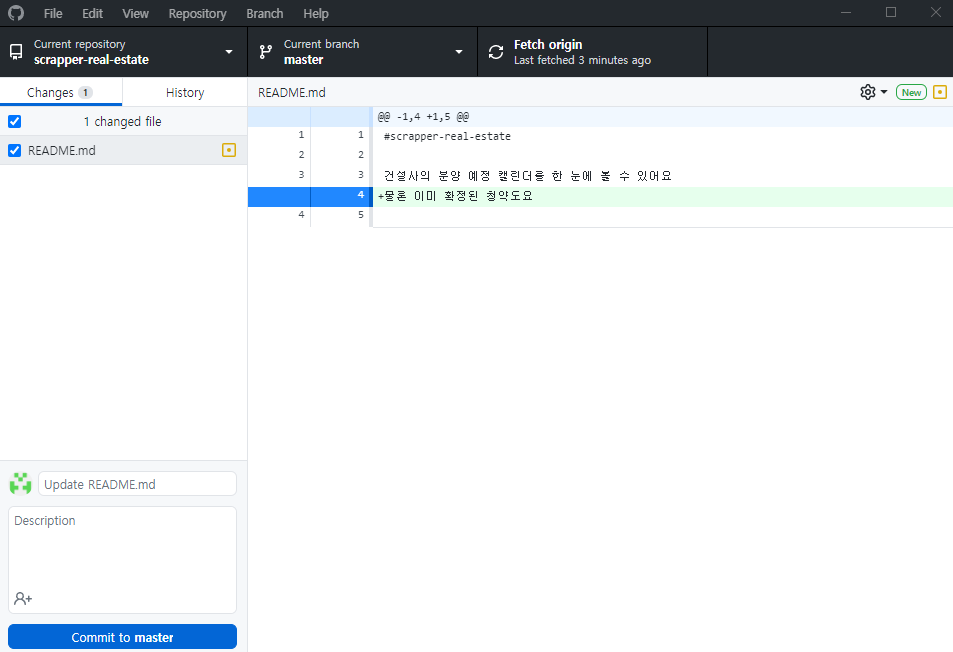 File Edit View Repository Branch Help
Current repository
scrapper-real-estate
Current branch
master
Fetch origin
Last fetched 3 minutes ago
Changes 1 History
README.md New
1 changed file
README.md
@@ -1,4 +1,5 @@
1 1 #scrapper-real-estate
2 2
3 3 건설사의 분양 예정 캘린더를 한 눈에 볼 수 있어요
4 +물론 이미 확정된 청약도요
4 5
Update README.md
Description
Commit to master